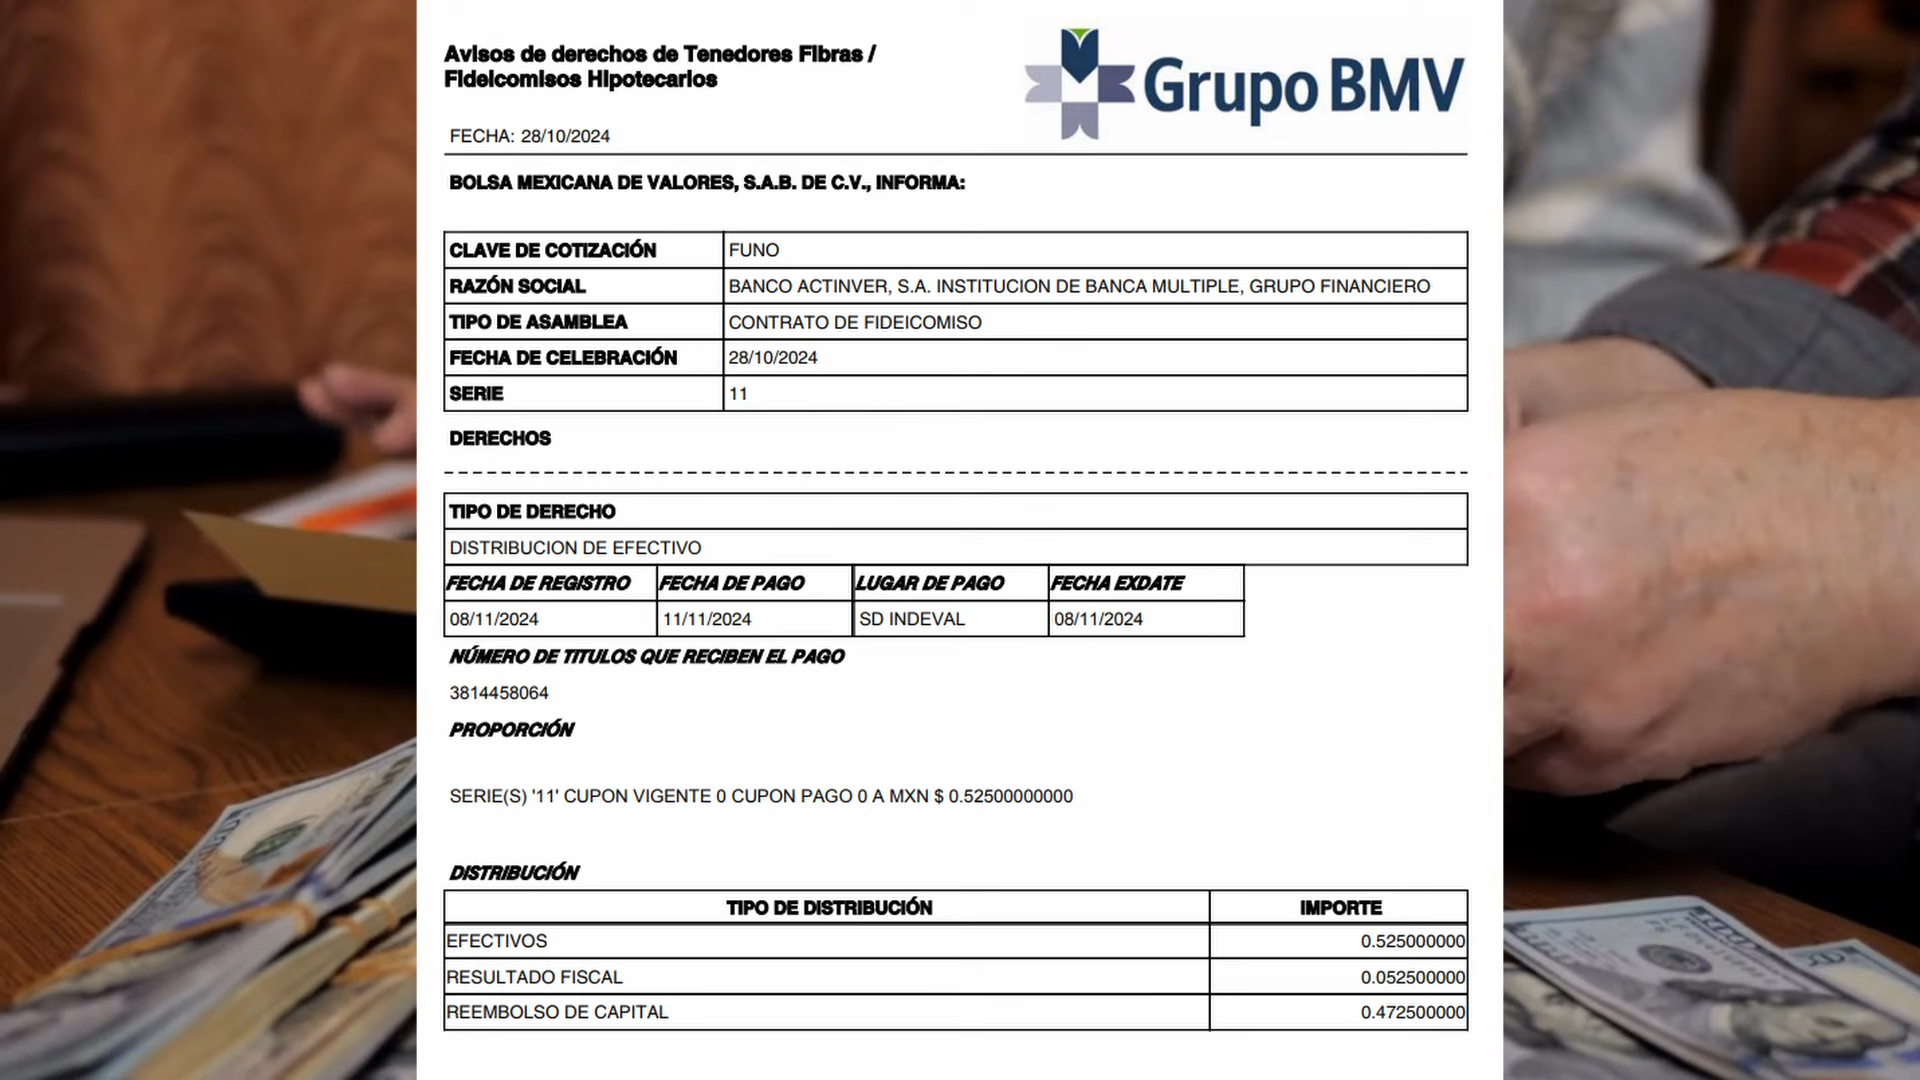 Avisos de derechos de Tenedores Fibras /
Fideicomisos Hipotecarios
Grupo BMV
FECHA: 28/10/2024
BOLSA MEXICANA DE VALORES, S.A.B. DE C.V., INFORMA:
CLAVE DE COTIZACIÓN FUNO
RAZÓN SOCIAL BANCO ACTINVER, S.A. INSTITUCION DE BANCA MULTIPLE, GRUPO FINANCIERO
TIPO DE ASAMBLEA CONTRATO DE FIDEICOMISO
FECHA DE CELEBRACIÓN 28/10/2024
SERIE 11
DERECHOS
TIPO DE DERECHO
DISTRIBUCION DE EFECTIVO
FECHA DE REGISTRO FECHA DE PAGO LUGAR DE PAGO FECHA EXDATE
08/11/2024 11/11/2024 SD INDEVAL 08/11/2024
NÚMERO DE TITULOS QUE RECIBEN EL PAGO
3814458064
PROPORCIÓN
SERIE(S) '11' CUPON VIGENTE 0 CUPON PAGO 0 A MXN $ 0.52500000000
DISTRIBUCIÓN
TIPO DE DISTRIBUCIÓN IMPORTE
EFECTIVOS 0.525000000
RESULTADO FISCAL 0.052500000
REEMBOLSO DE CAPITAL 0.472500000